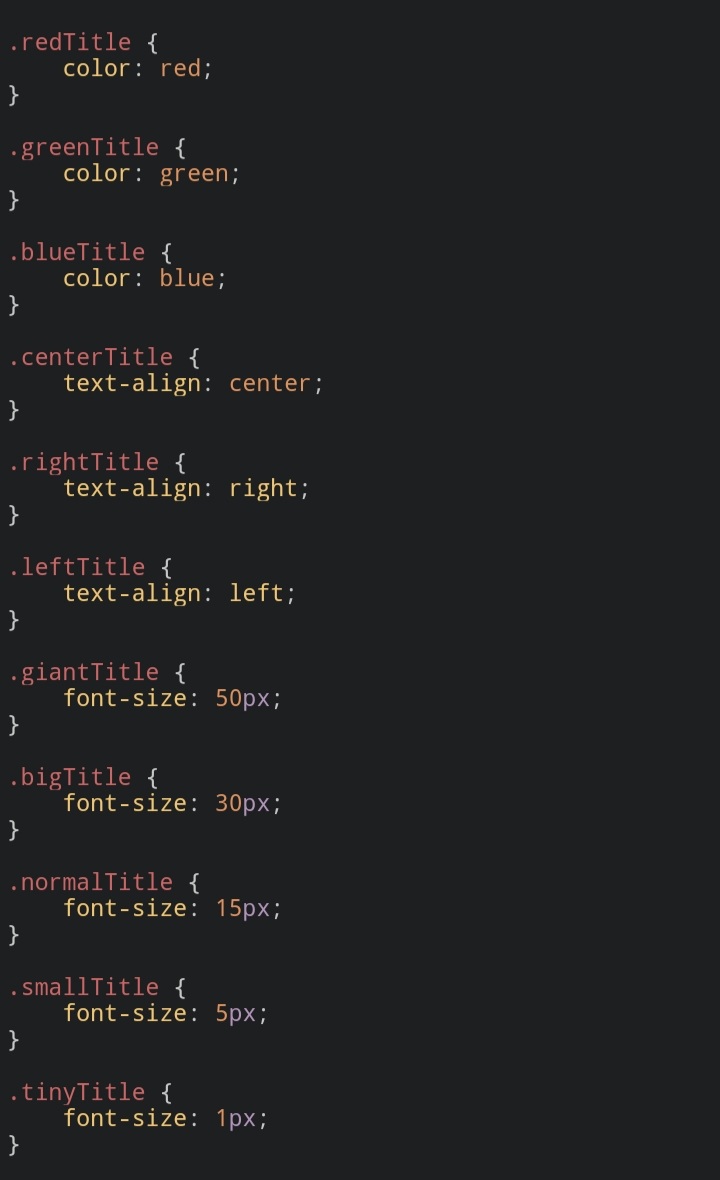 .redTitle {
    color: red;
}

.greenTitle {
    color: green;
}

.blueTitle {
    color: blue;
}

.centerTitle {
    text-align: center;
}

.rightTitle {
    text-align: right;
}

.leftTitle {
    text-align: left;
}

.giantTitle {
    font-size: 50px;
}

.bigTitle {
    font-size: 30px;
}

.normalTitle {
    font-size: 15px;
}

.smallTitle {
    font-size: 5px;
}

.tinyTitle {
    font-size: 1px;
}